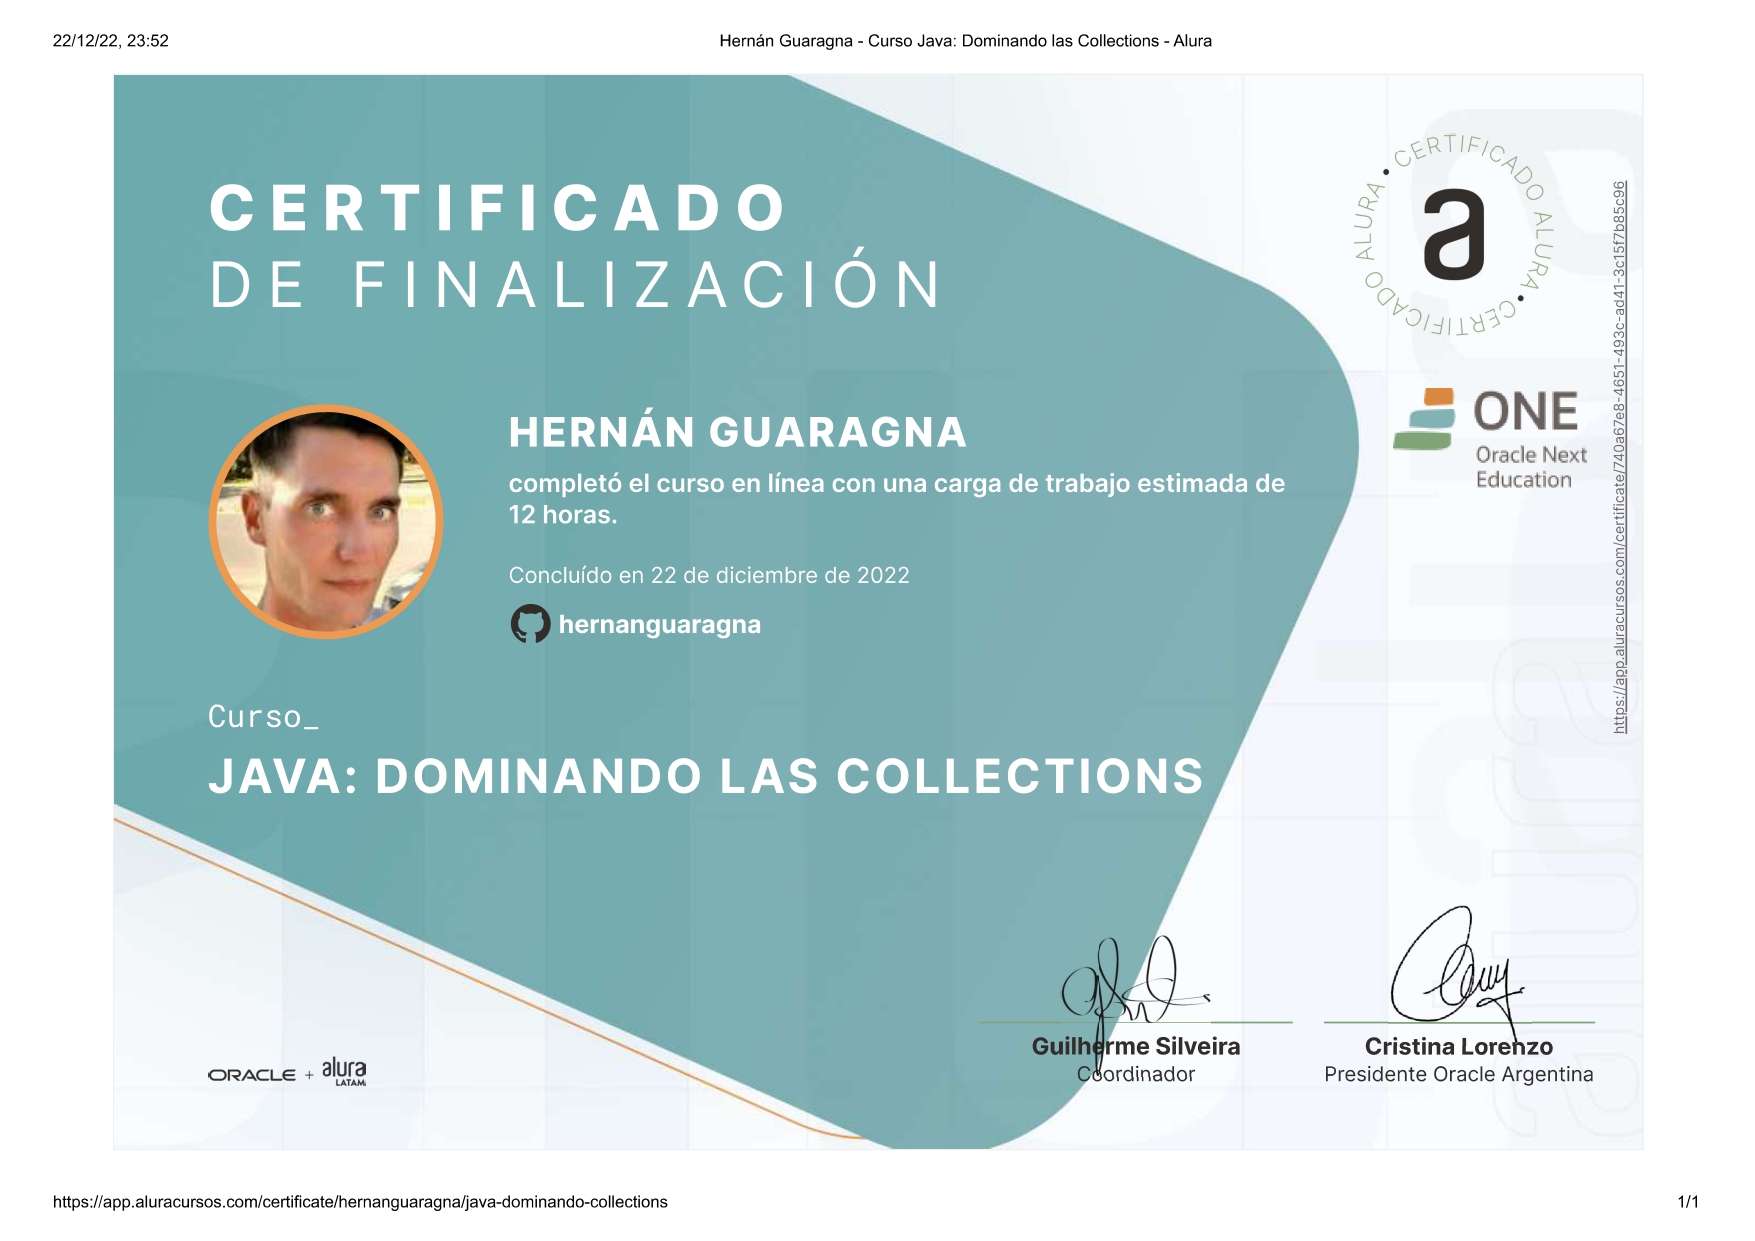 22/12/22, 23:52
Hernán Guaragna - Curso Java: Dominando las Collections - Alura
CERTIFICADO
DE FINALIZACIÓN
CERTIFICADO ALURA • CERTIFICADO ALURA •
a
ONE
Oracle Next
Education
https://app.aluracursos.com/certificate/740a67e8-4651-493c-ad41-3c15f7b85c96
HERNÁN GUARAGNA
completó el curso en línea con una carga de trabajo estimada de
12 horas.
Concluído en 22 de diciembre de 2022
hernanguaragna
Curso_
JAVA: DOMINANDO LAS COLLECTIONS
Guilherme Silveira
Coordinador
Cristina Lorenzo
Presidente Oracle Argentina
ORACLE + alura
LATAM
https://app.aluracursos.com/certificate/hernanguaragna/java-dominando-collections
1/1